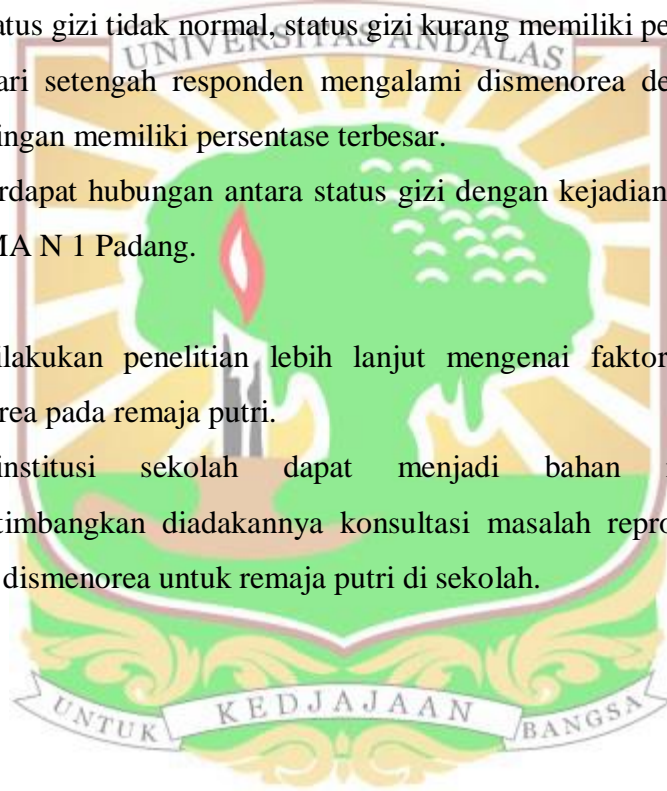 atus gizi tidak normal, status gizi kurang memiliki pe
UNIVERSITAS ANDALAS
ari setengah responden mengalami dismenorea de
ingan memiliki persentase terbesar.
rdapat hubungan antara status gizi dengan kejadian
MA N 1 Padang.
ilakukan penelitian lebih lanjut mengenai faktor
rea pada remaja putri.
institusi sekolah dapat menjadi bahan
timbangkan diadakannya konsultasi masalah repro
dismenorea untuk remaja putri di sekolah.
UNTUK KEDJAJAAN BANGSA